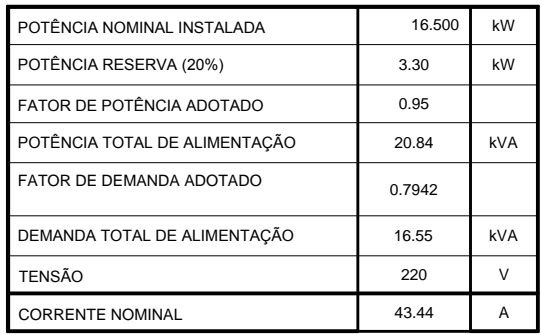 POTÊNCIA NOMINAL INSTALADA 16.500 kW
POTÊNCIA RESERVA (20%) 3.30 kW
FATOR DE POTÊNCIA ADOTADO 0.95
POTÊNCIA TOTAL DE ALIMENTAÇÃO 20.84 kVA
FATOR DE DEMANDA ADOTADO 0.7942
DEMANDA TOTAL DE ALIMENTAÇÃO 16.55 kVA
TENSÃO 220 V
CORRENTE NOMINAL 43.44 A